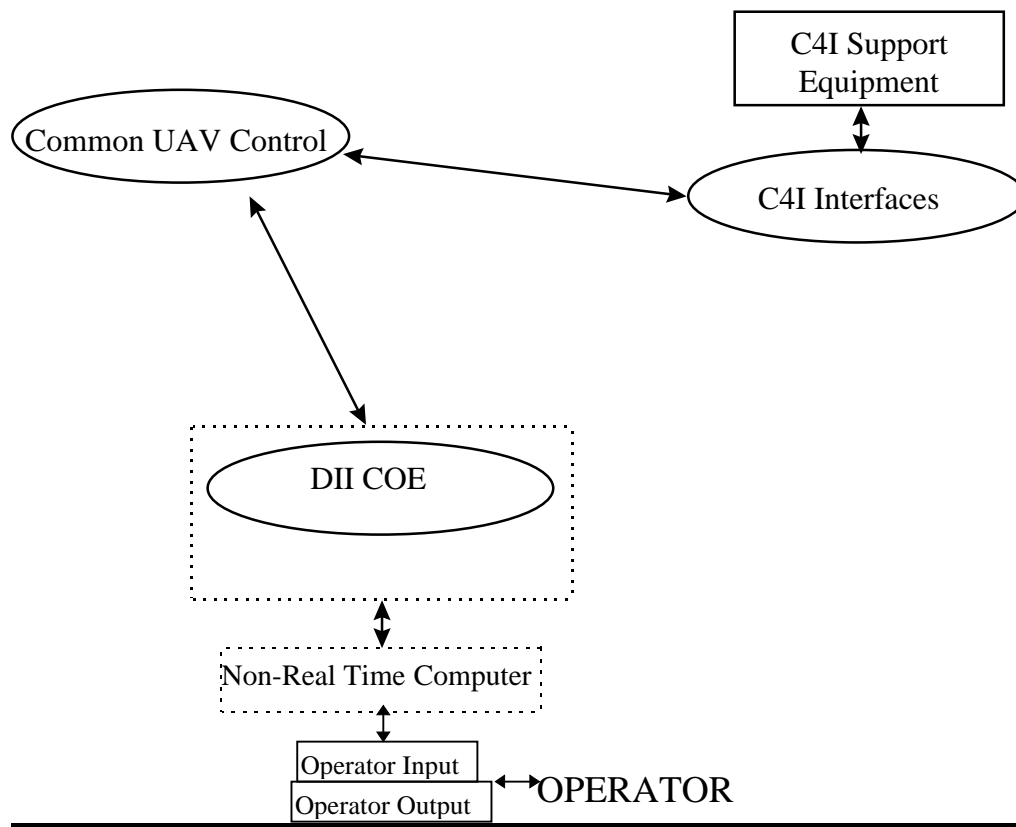 C4I Support
Equipment
Common UAV Control
C4I Interfaces
DII COE
Non-Real Time Computer
Operator Input
Operator Output
OPERATOR